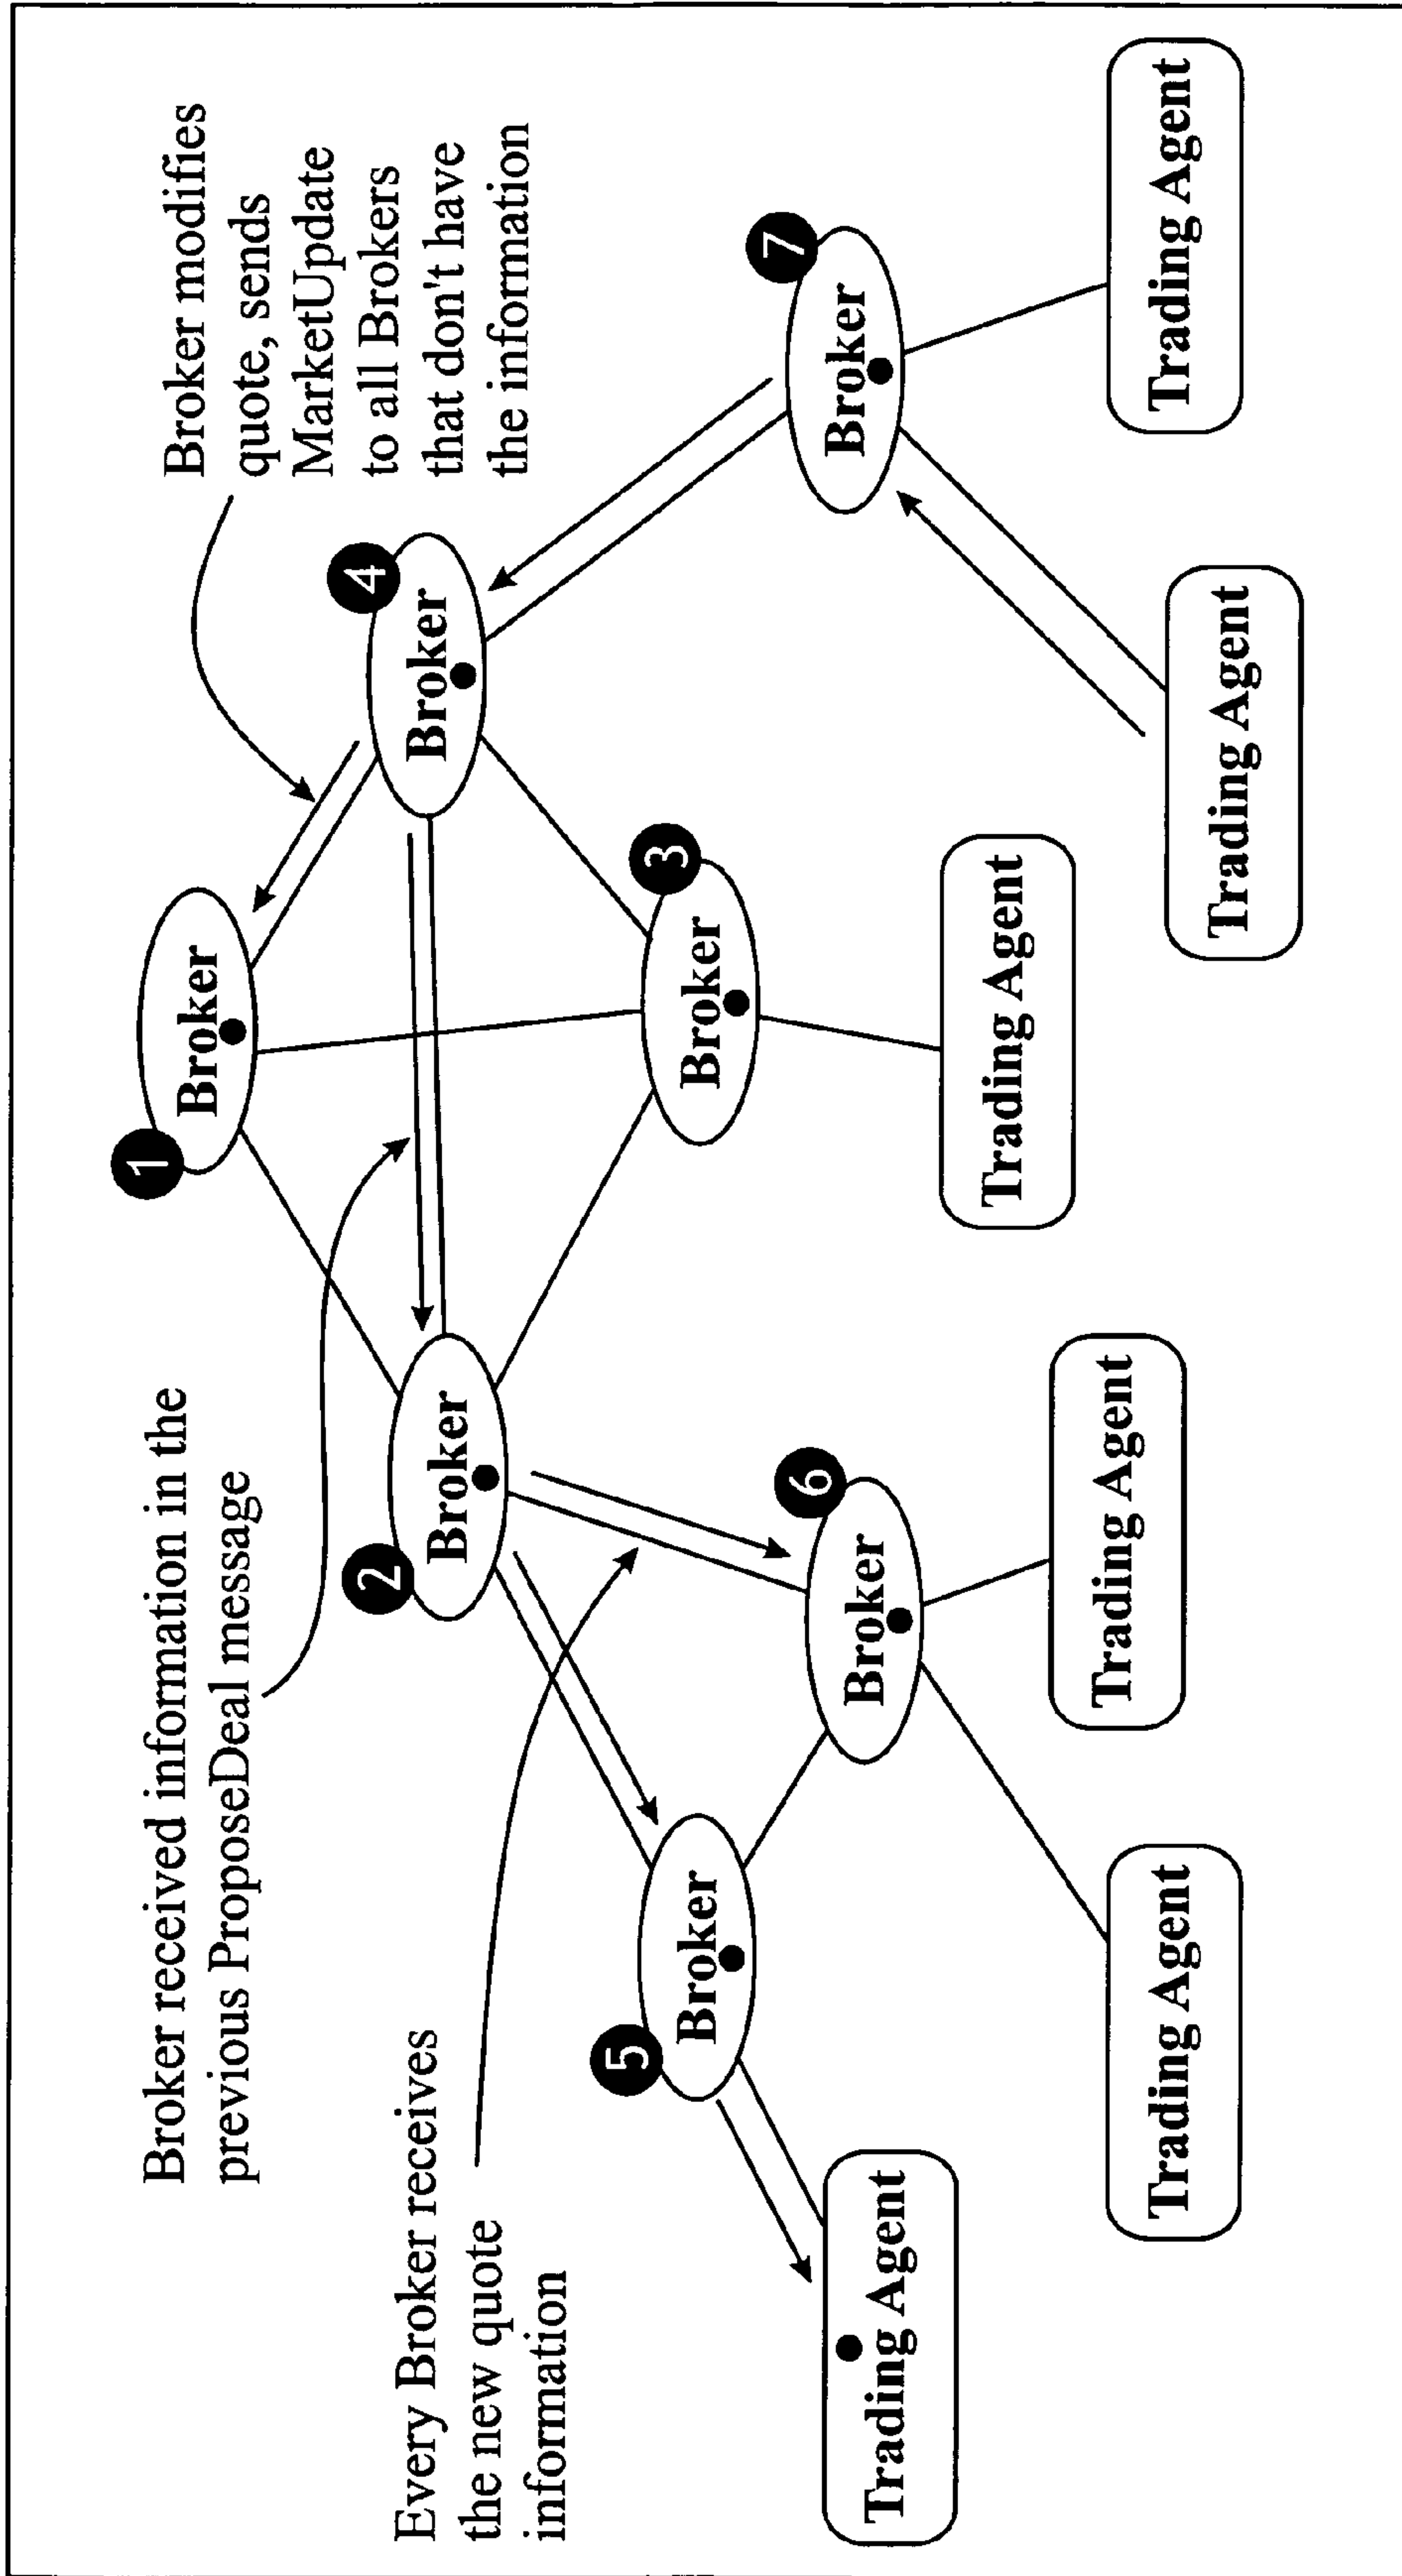 Broker received information in the
previous ProposeDeal message
Broker modifies
quote, sends
MarketUpdate
to all Brokers
that don't have
the information
Every Broker receives
the new quote
information
1
Broker
2
Broker
4
Broker
3
Broker
5
Broker
6
Broker
7
Broker
Trading Agent
Trading Agent
Trading Agent
Trading Agent
Trading Agent
Trading Agent